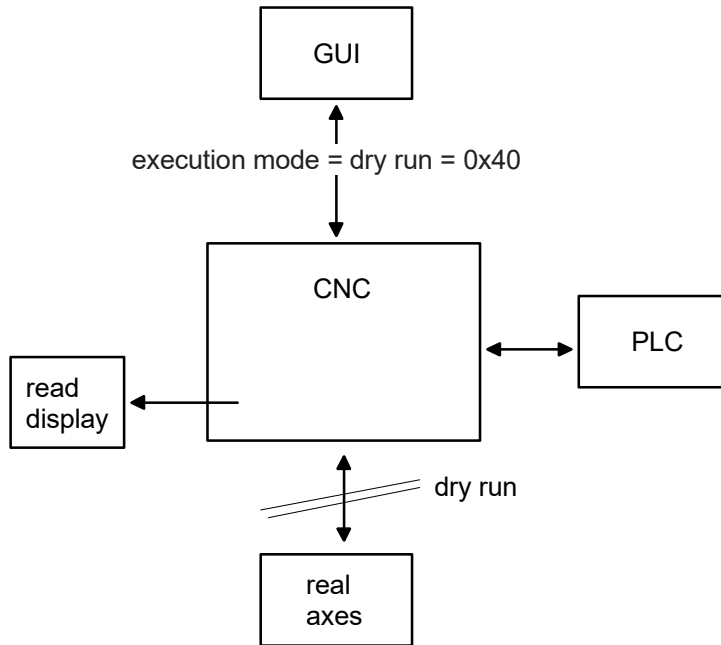 GUI
execution mode = dry run = 0x40
CNC
PLC
read
display
dry run
real
axes